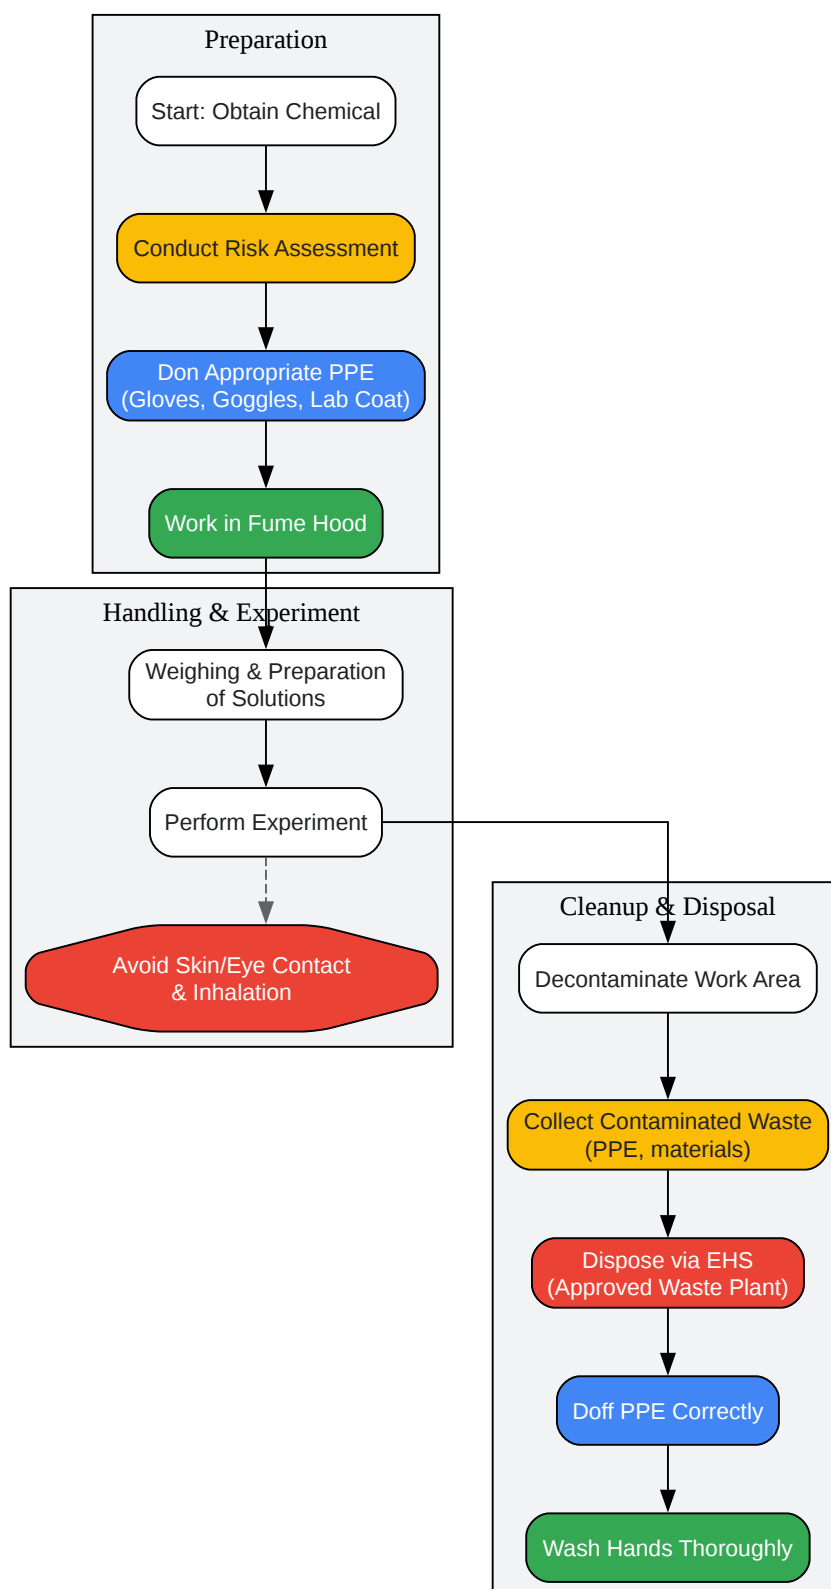 Preparation
Start: Obtain Chemical
Conduct Risk Assessment
Don Appropriate PPE
(Gloves, Goggles, Lab Coat)
Work in Fume Hood
Handling & Experiment
Weighing & Preparation
of Solutions
Perform Experiment
Avoid Skin/Eye Contact
& Inhalation
Cleanup & Disposal
Decontaminate Work Area
Collect Contaminated Waste
(PPE, materials)
Dispose via EHS
(Approved Waste Plant)
Doff PPE Correctly
Wash Hands Thoroughly